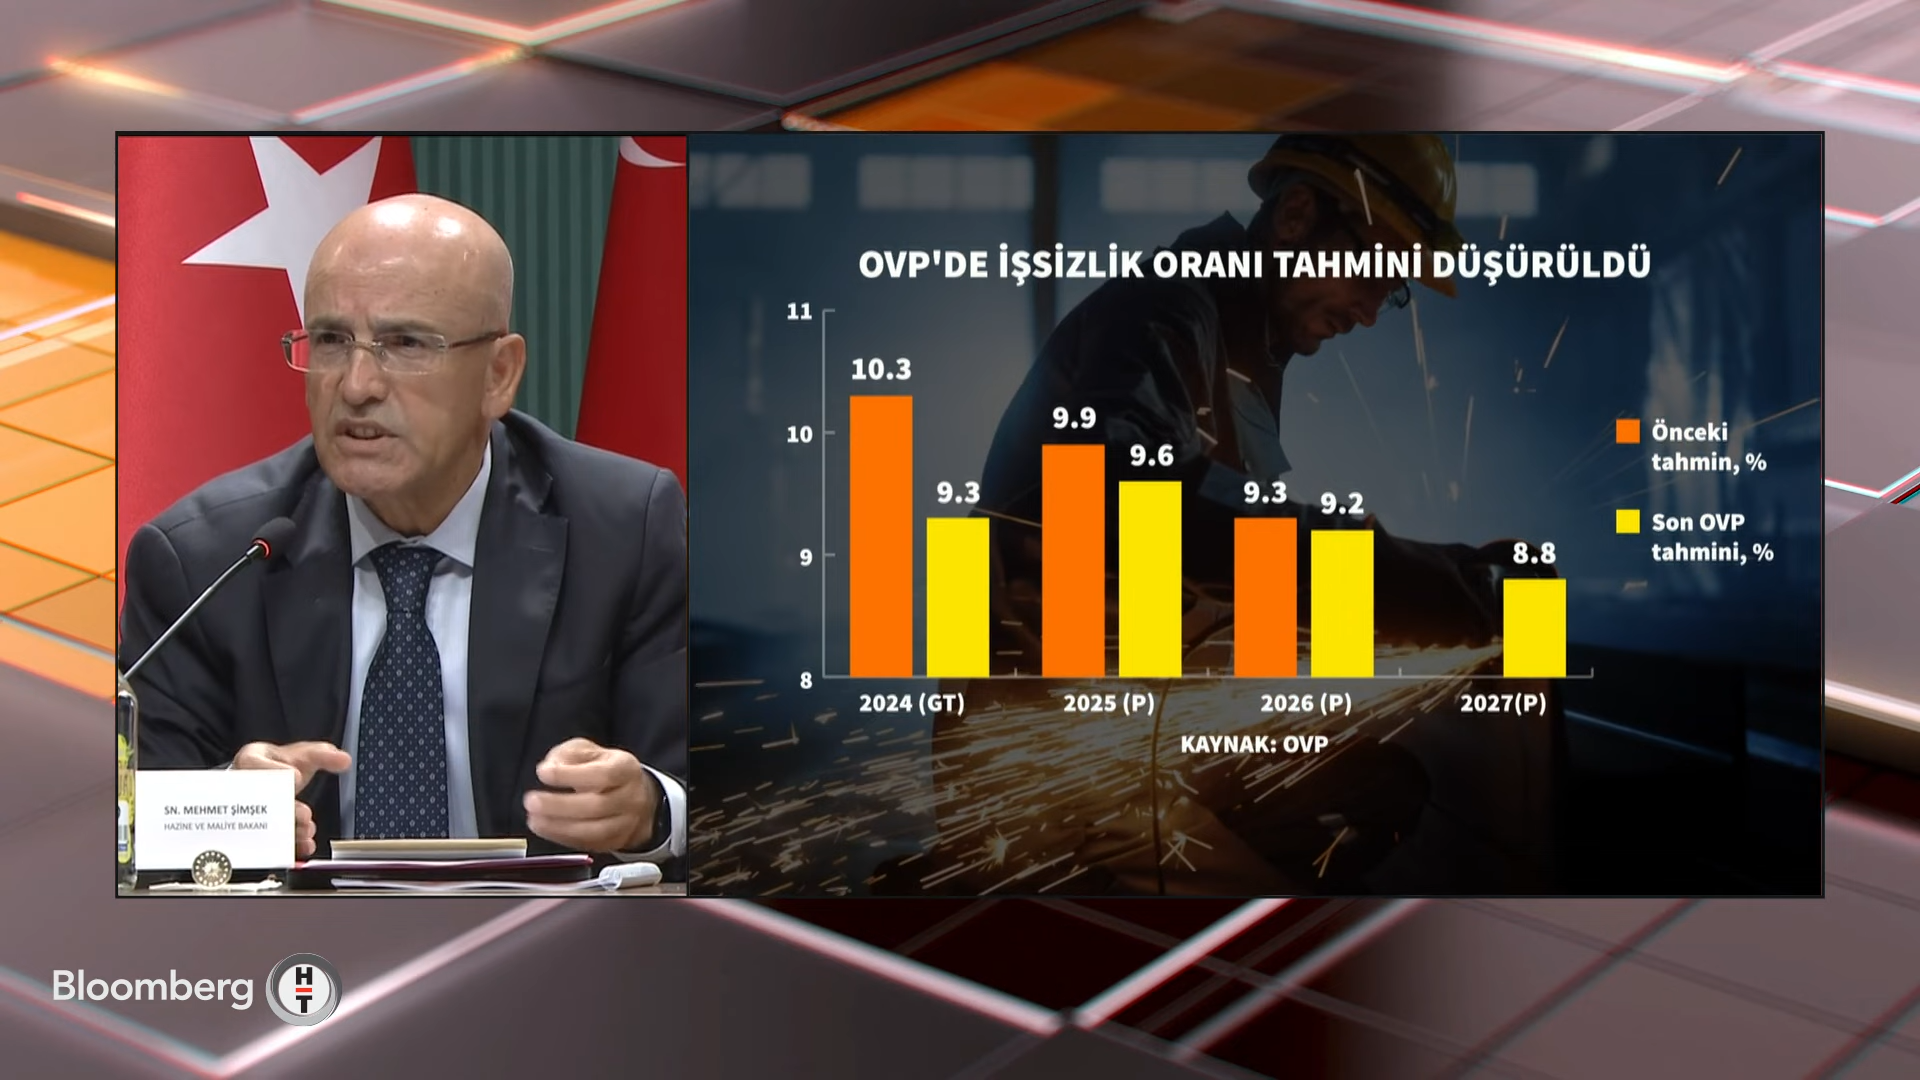 OVP'DE İŞSİZLİK ORANI TAHMİNİ DÜŞÜRÜLDÜ
11
10
9
8
10.3
9.3
9.9
9.6
9.3
9.2
8.8
2024 (GT)
2025 (P)
2026 (P)
2027(P)
KAYNAK: OVP
Önceki
tahmin, %
Son OVP
tahmini, %
SN. MEHMET ŞİMŞEK
HAZİNE VE MALİYE BAKANI
Bloomberg HT